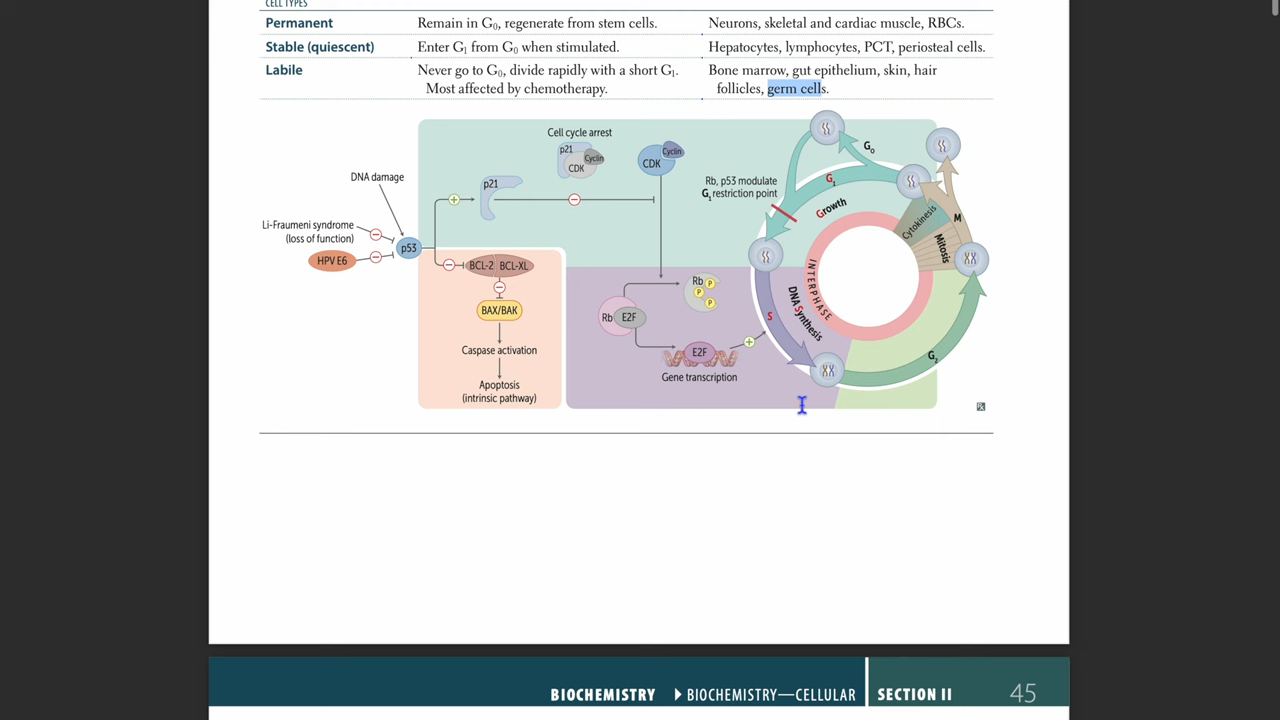 CELL TYPES
Permanent Remain in G0, regenerate from stem cells. Neurons, skeletal and cardiac muscle, RBCs.
Stable (quiescent) Enter G1 from G0 when stimulated. Hepatocytes, lymphocytes, PCT, periosteal cells.
Labile Never go to G0, divide rapidly with a short G1. Bone marrow, gut epithelium, skin, hair
Most affected by chemotherapy. follicles, germ cells.
Cell cycle arrest
p21
CDK
Cyclin
CDK
Cyclin
DNA damage
p21
+
−
Li-Fraumeni syndrome
(loss of function)
−
HPV E6
−
p53
−
BCL-2 BCL-XL
−
BAX/BAK
Caspase activation
Apoptosis
(intrinsic pathway)
Rb, p53 modulate
G1 restriction point
Rb
P
P
P
Rb E2F
E2F
+
Gene transcription
G0
G1
Growth
Cytokinesis
M
Mitosis
INTERPHASE
S
DNA Synthesis
G2
Rx
BIOCHEMISTRY ▶ BIOCHEMISTRY—CELLULAR SECTION II 45